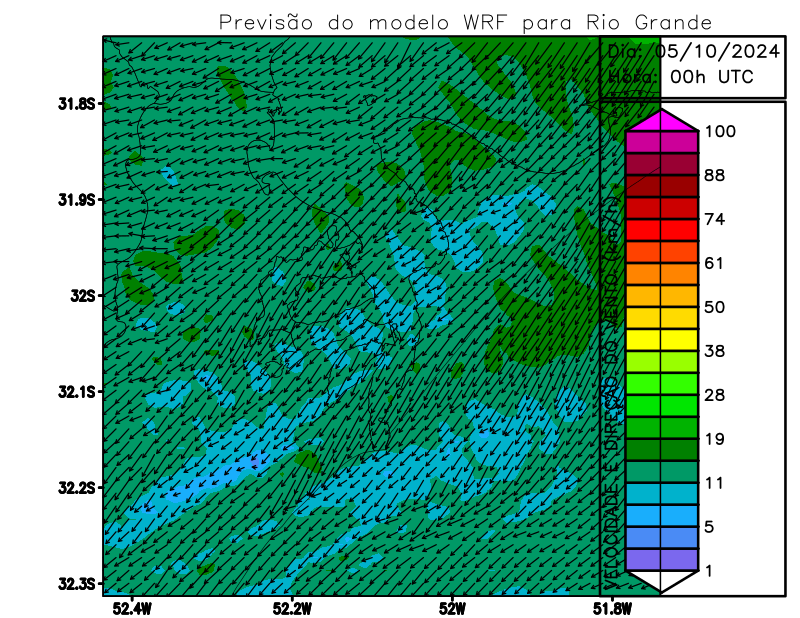 Previsão do modelo WRF para Rio Grande
Dia: 05/10/2024
Hora: 00h UTC
31.8S
31.9S
32S
32.1S
32.2S
32.3S
52.4W
52.2W
52W
51.8W
VELOCIDADE E DIREÇÃO DO VENTO (km/h)
100
88
74
61
50
38
28
19
11
5
1